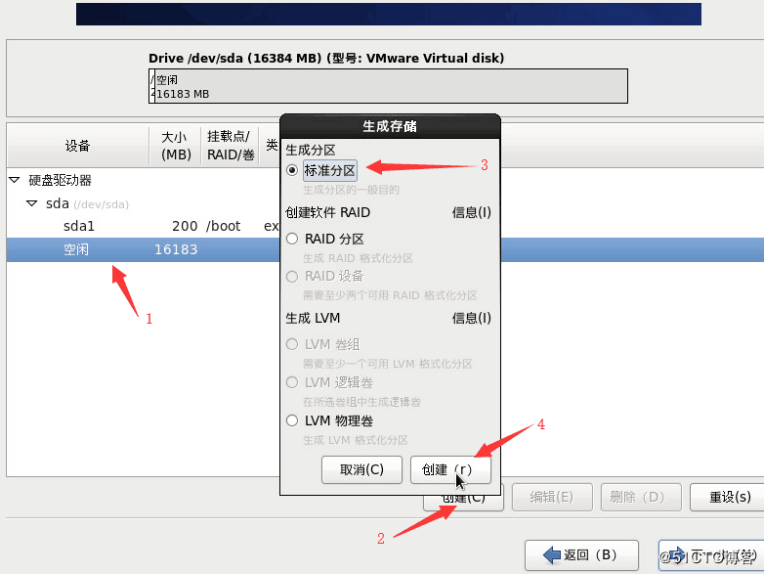 Drive /dev/sda (16384 MB) (型号: VMware Virtual disk)
空闲
16183 MB
设备
大小
(MB)
挂载点/
RAID/卷
类
硬盘驱动器
sda (/dev/sda)
sda1 200 /boot ex
空闲 16183
1
生成存储
生成分区
标准分区
3
生成分区的一般目的
创建软件 RAID 信息(I)
RAID 分区
生成 RAID 格式化分区
RAID 设备
需要至少两个可用 RAID 格式化分区
生成 LVM 信息(I)
LVM 卷组
需要至少一个可用 LVM 格式化分区
LVM 逻辑卷
在所选卷组中生成逻辑卷
LVM 物理卷
生成 LVM 格式化分区
4
取消(C) 创建（r）
创建(C) 编辑(E) 删除（D） 重设(s)
2
返回（B）
@51CTO博客